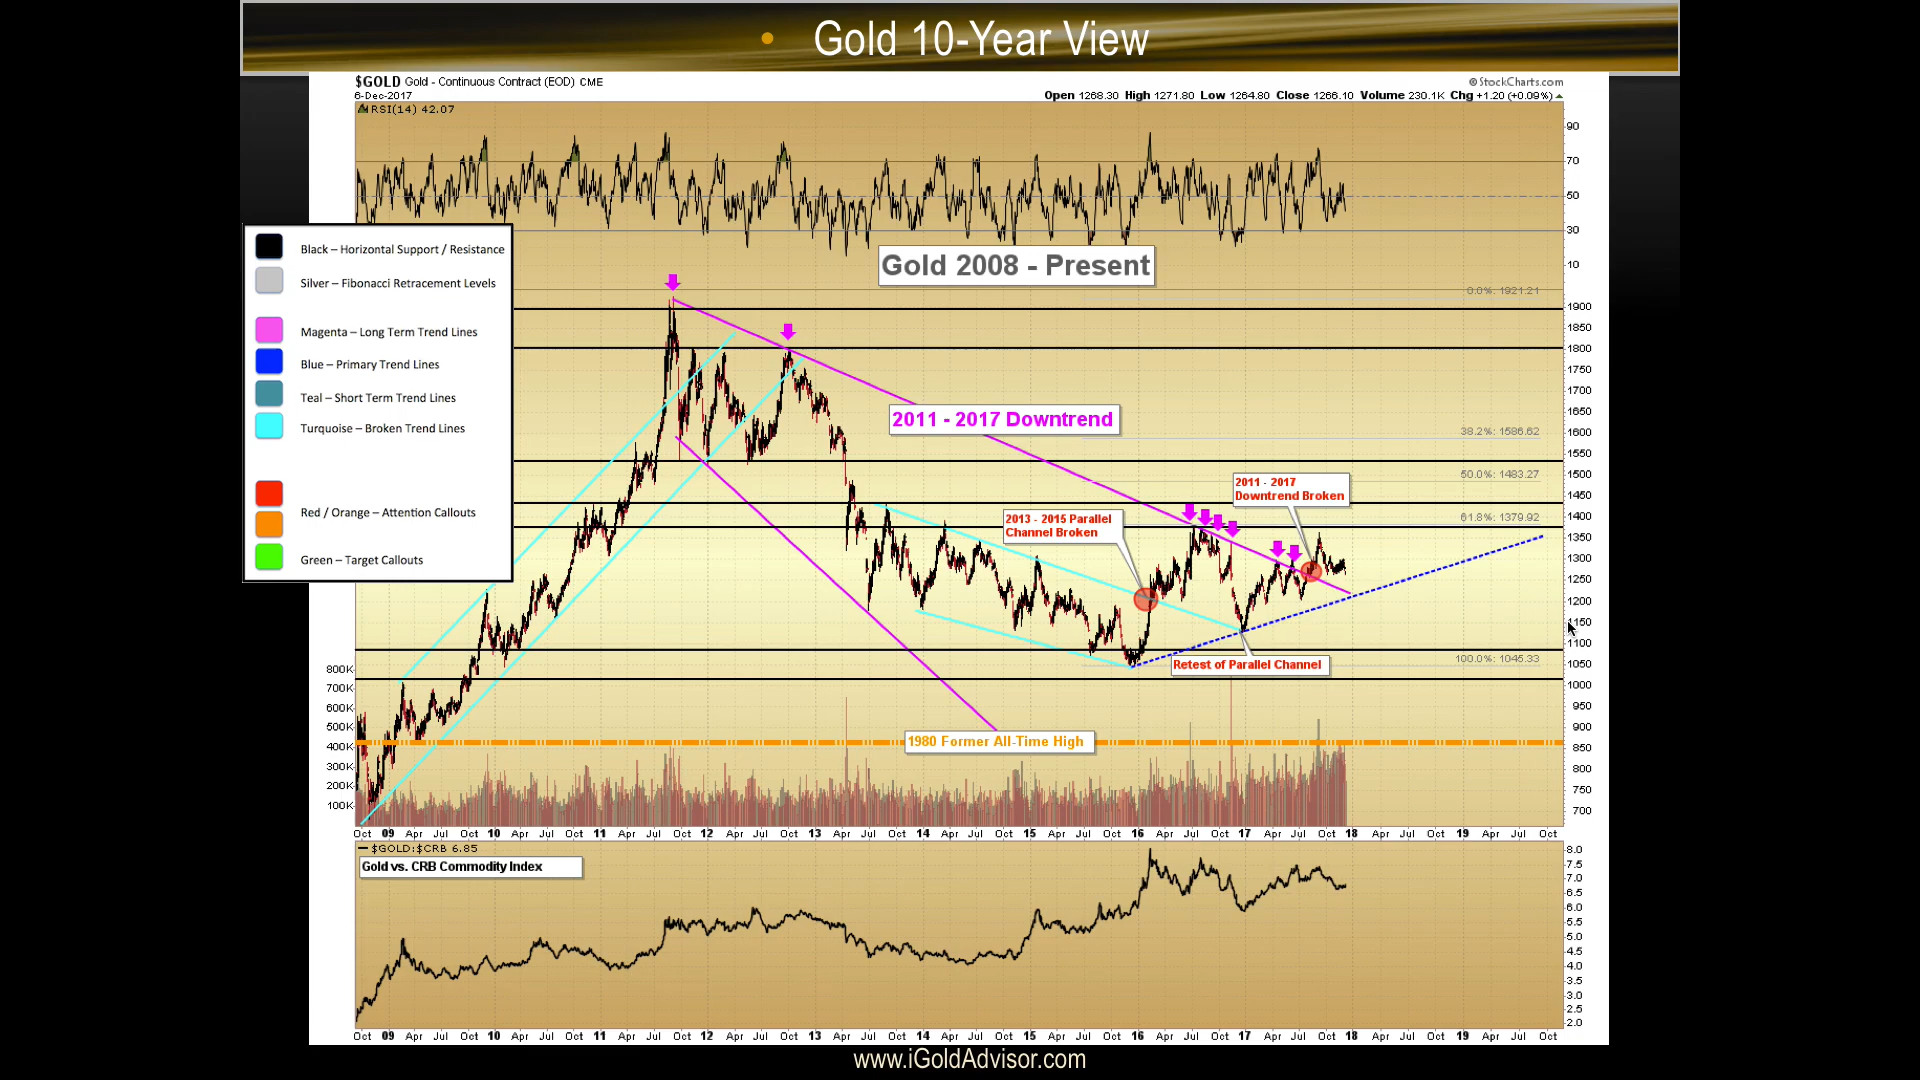 • Gold 10-Year View
$GOLD Gold - Continuous Contract (EOD) CME
© StockCharts.com
6-Dec-2017
Open 1268.30 High 1271.80 Low 1264.80 Close 1266.10 Volume 230.1K Chg +1.20 (+0.09%)
RSI(14) 42.07
90
70
50
30
10
Black – Horizontal Support / Resistance
Silver – Fibonacci Retracement Levels
Magenta – Long Term Trend Lines
Blue – Primary Trend Lines
Teal – Short Term Trend Lines
Turquoise – Broken Trend Lines
Red / Orange – Attention Callouts
Green – Target Callouts
Gold 2008 - Present
0.0%: 1921.21
2011 - 2017 Downtrend
38.2%: 1586.62
50.0%: 1483.27
2011 - 2017
Downtrend Broken
2013 - 2015 Parallel
Channel Broken
61.8%: 1379.92
100.0%: 1045.33
Retest of Parallel Channel
1980 Former All-Time High
1900
1850
1800
1750
1700
1650
1600
1550
1500
1450
1400
1350
1300
1250
1200
1150
1100
1050
1000
950
900
850
800
750
700
800K
700K
600K
500K
400K
300K
200K
100K
Oct 09 Apr Jul Oct 10 Apr Jul Oct 11 Apr Jul Oct 12 Apr Jul Oct 13 Apr Jul Oct 14 Apr Jul Oct 15 Apr Jul Oct 16 Apr Jul Oct 17 Apr Jul Oct 18 Apr Jul Oct 19 Apr Jul Oct
$GOLD:$CRB 6.85
Gold vs. CRB Commodity Index
8.0
7.5
7.0
6.5
6.0
5.5
5.0
4.5
4.0
3.5
3.0
2.5
2.0
Oct 09 Apr Jul Oct 10 Apr Jul Oct 11 Apr Jul Oct 12 Apr Jul Oct 13 Apr Jul Oct 14 Apr Jul Oct 15 Apr Jul Oct 16 Apr Jul Oct 17 Apr Jul Oct 18 Apr Jul Oct 19 Apr Jul Oct
www.iGoldAdvisor.com